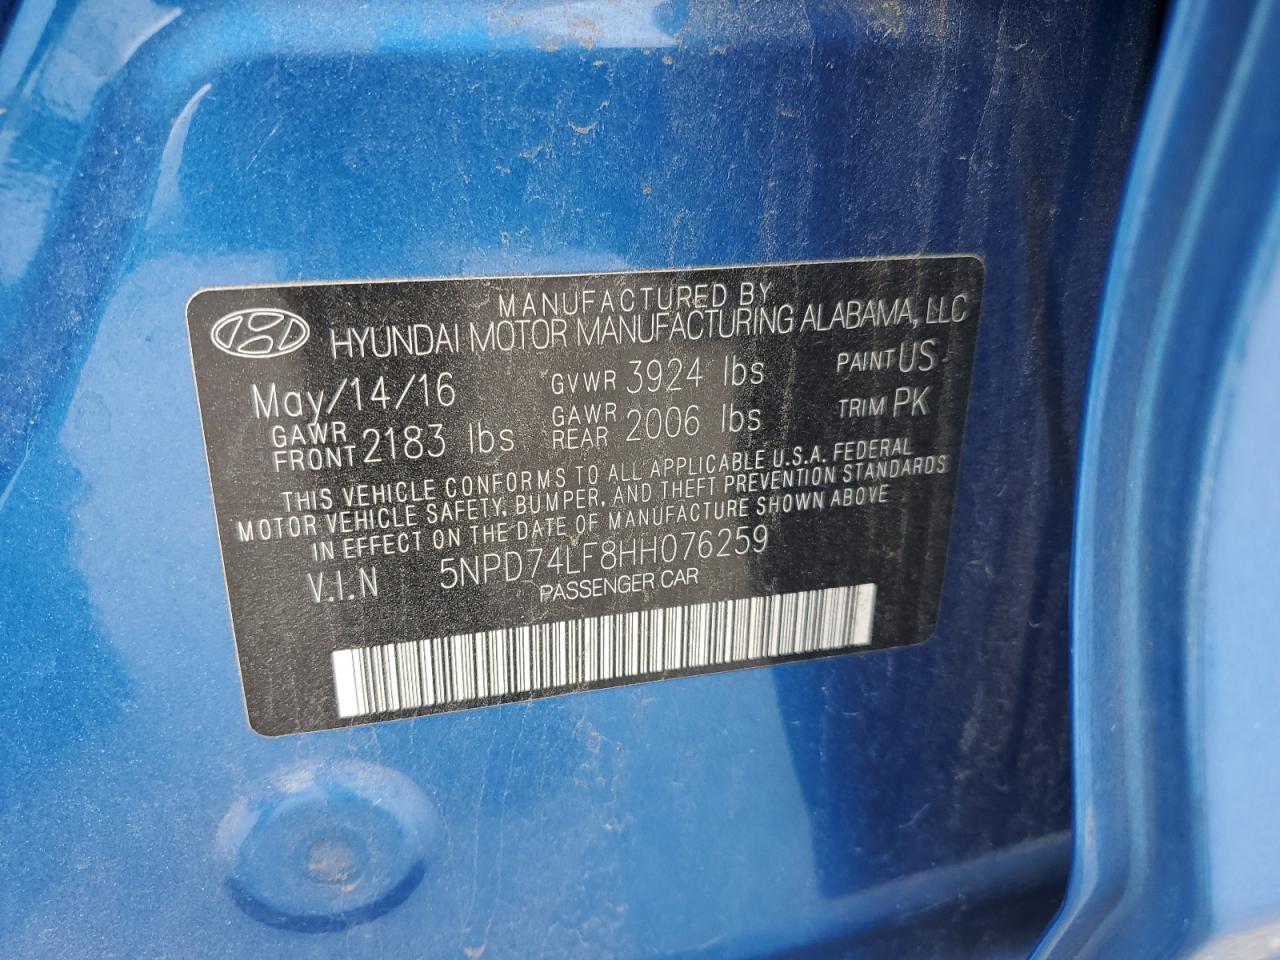 MANUFACTURED BY
HYUNDAI MOTOR MANUFACTURING ALABAMA, LLC
May/14/16 GVWR 3924 lbs PAINT US
GAWR FRONT 2183 lbs GAWR REAR 2006 lbs TRIM PK
THIS VEHICLE CONFORMS TO ALL APPLICABLE U.S.A. FEDERAL
MOTOR VEHICLE SAFETY, BUMPER, AND THEFT PREVENTION STANDARDS
IN EFFECT ON THE DATE OF MANUFACTURE SHOWN ABOVE
V.I.N 5NPD74LF8HH076259
PASSENGER CAR